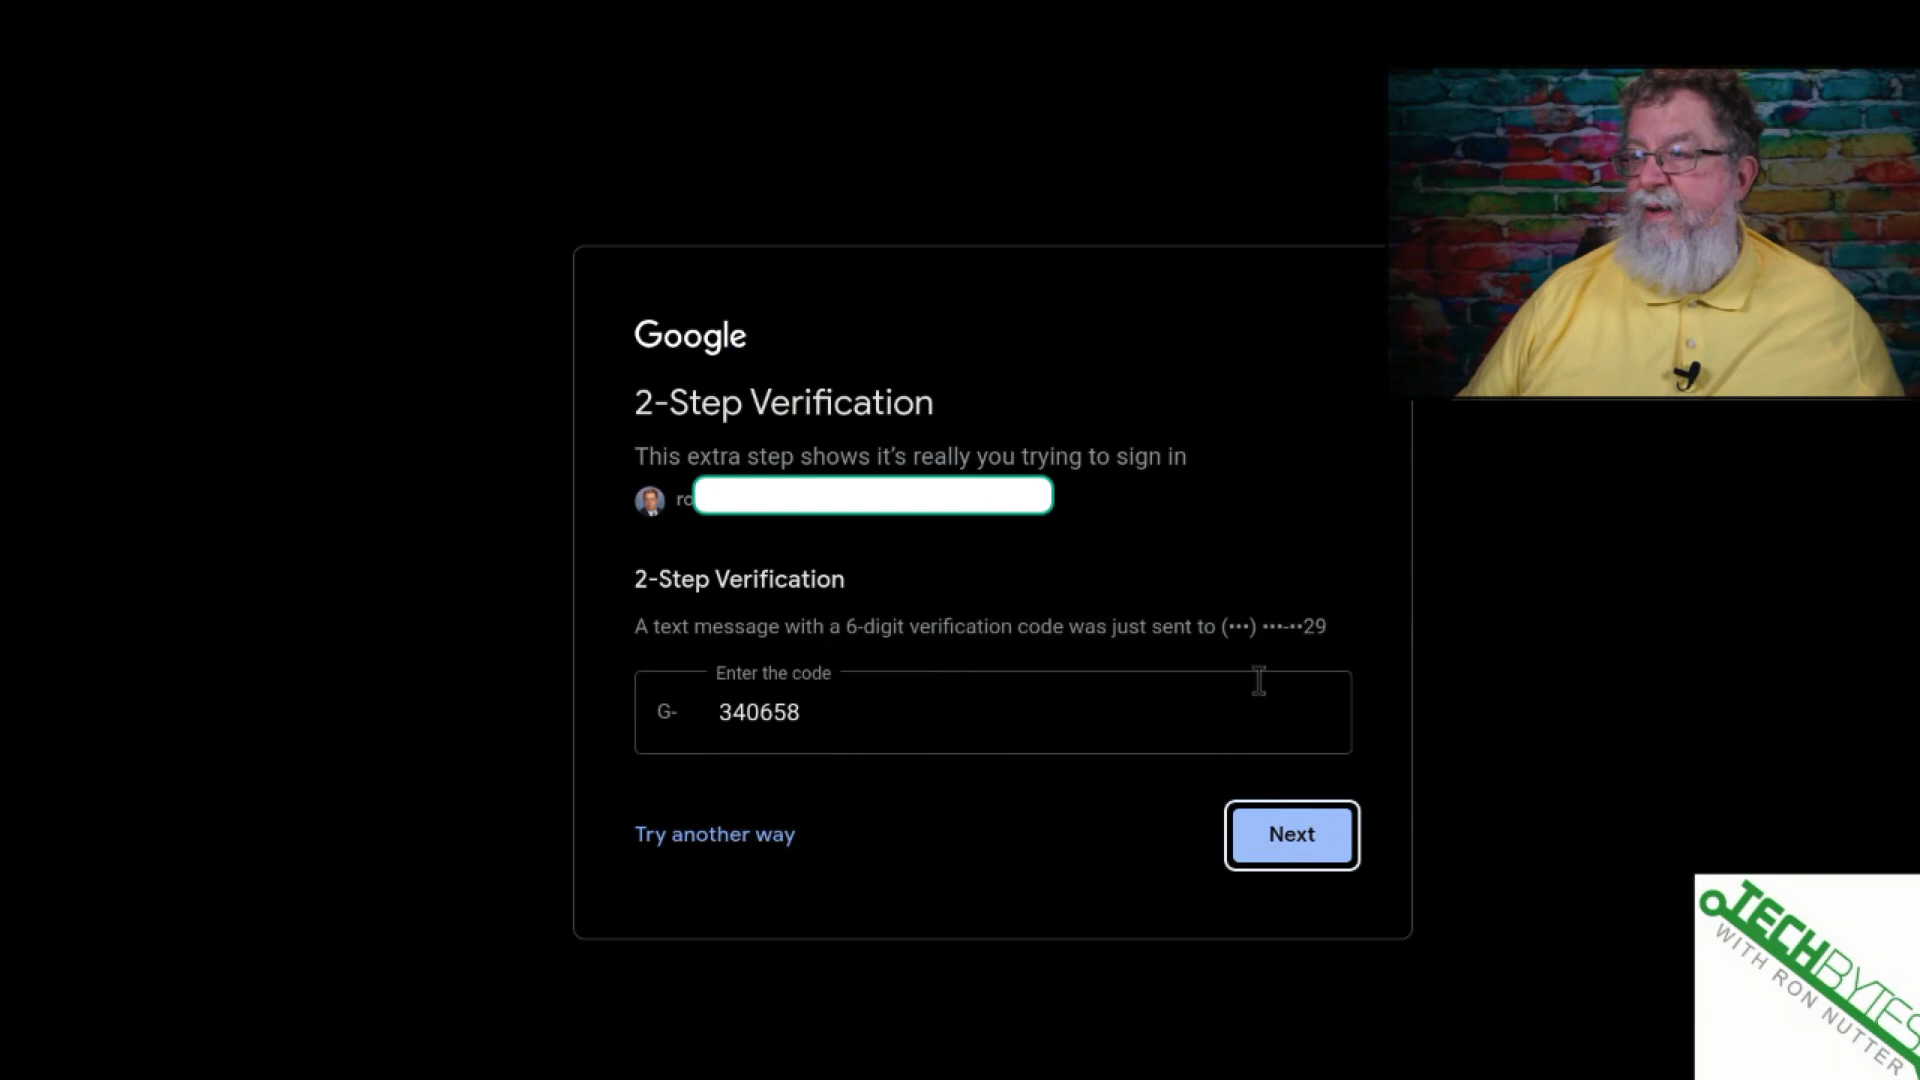 Google
2-Step Verification
This extra step shows it's really you trying to sign in
ro
2-Step Verification
A text message with a 6-digit verification code was just sent to (•••) •••-••29
Enter the code
G- 340658
Try another way
Next
TECHBYTES
WITH RON NUTTER